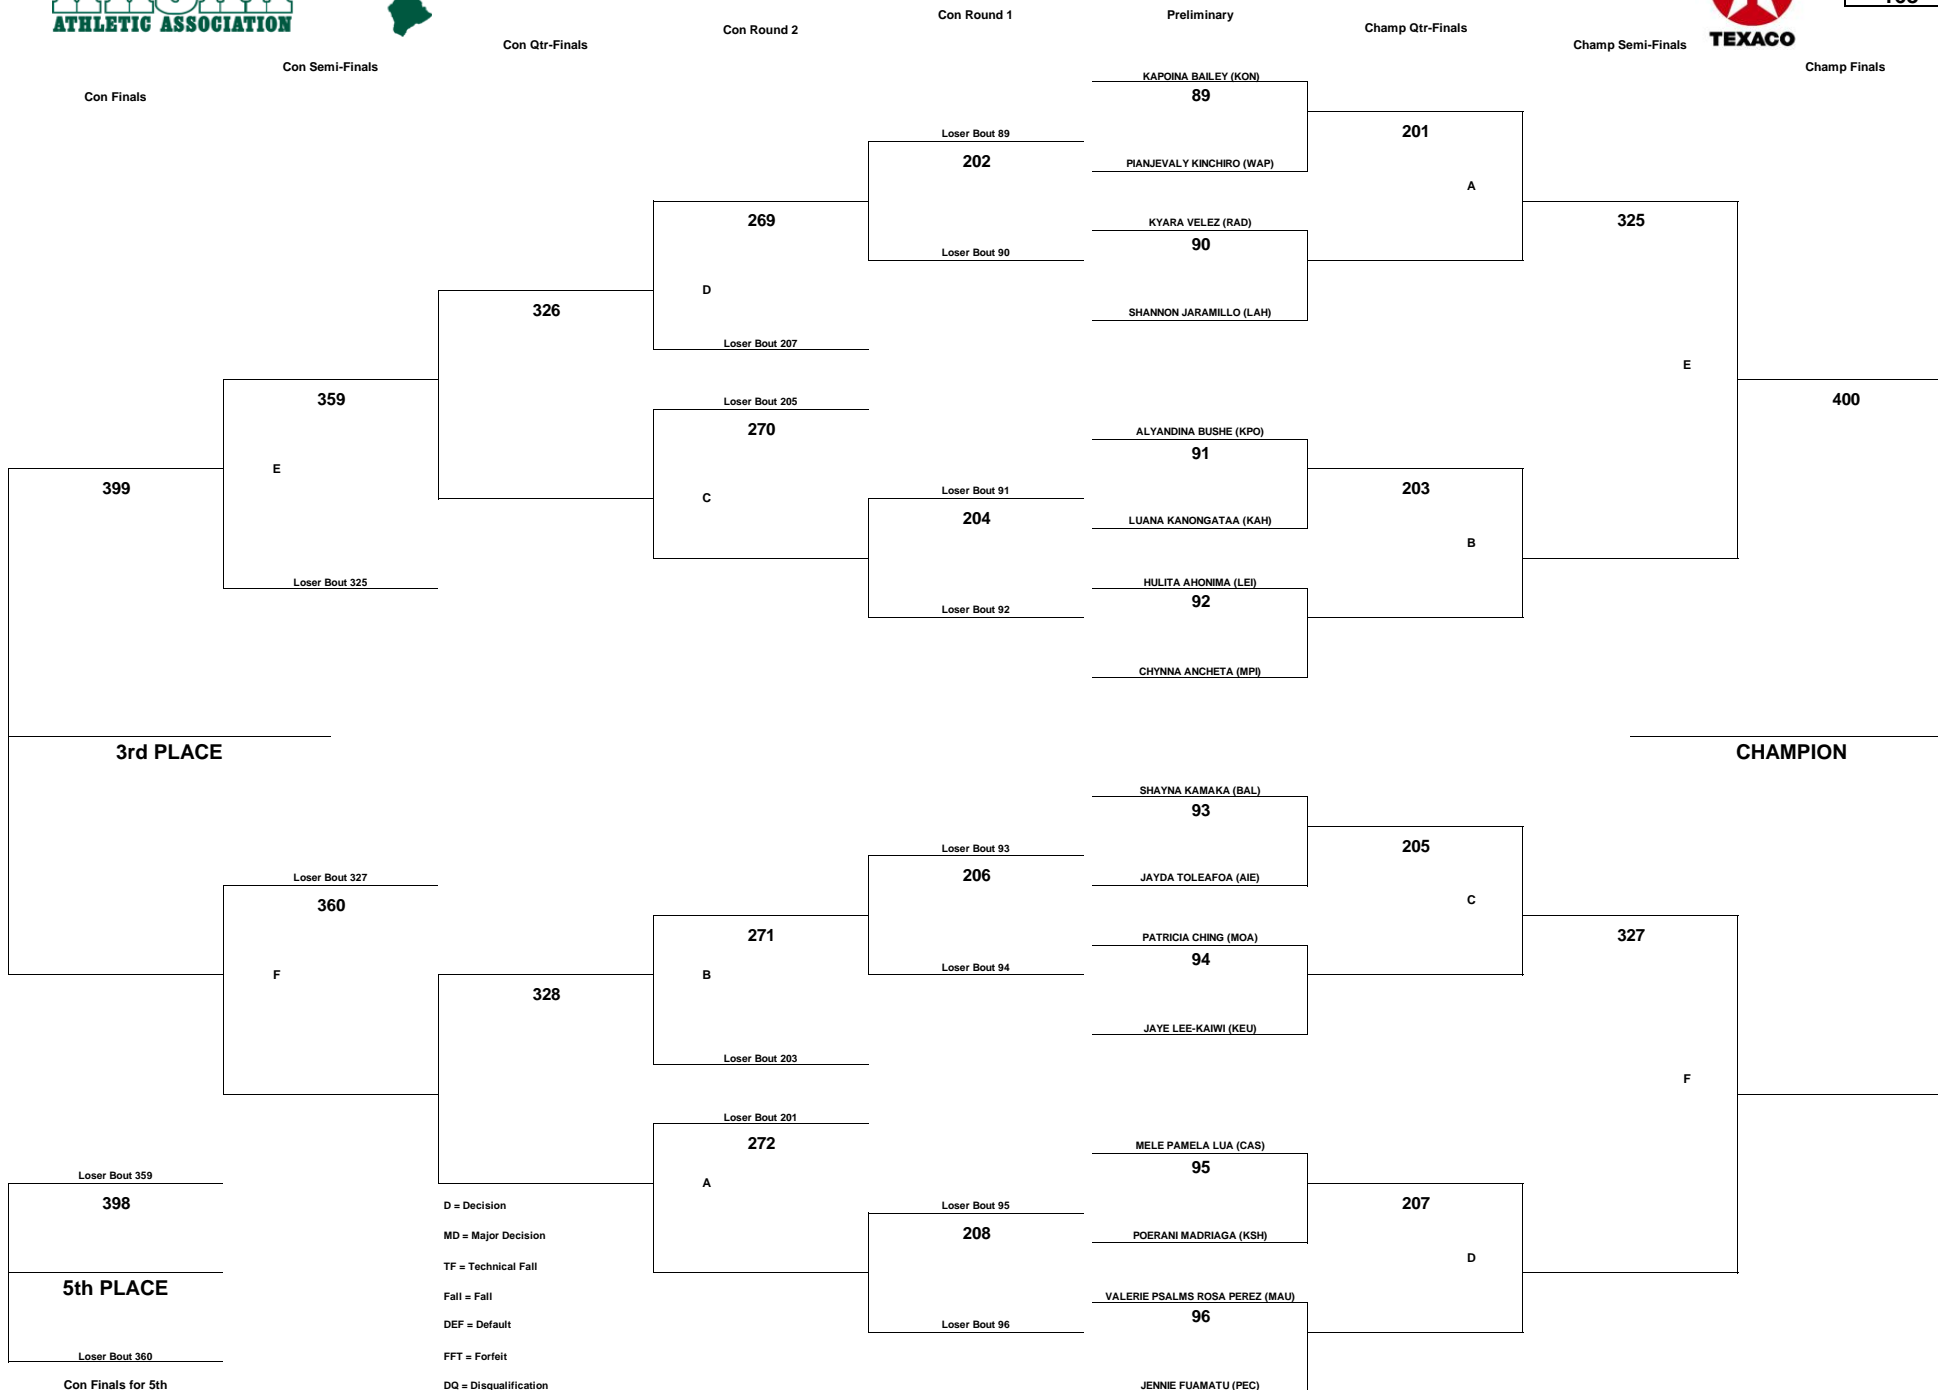 ATHLETIC ASSOCIATION
TEXACO
Con Finals
Con Semi-Finals
Con Qtr-Finals
Con Round 2
Con Round 1
Preliminary
Champ Qtr-Finals
Champ Semi-Finals
Champ Finals
KAPOINA BAILEY (KON)
89
PIANJEVALY KINCHIRO (WAP)
KYARA VELEZ (RAD)
90
SHANNON JARAMILLO (LAH)
ALYANDINA BUSHE (KPO)
91
LUANA KANONGATAA (KAH)
HULITA AHONIMA (LEI)
92
CHYNNA ANCHETA (MPI)
SHAYNA KAMAKA (BAL)
93
JAYDA TOLEAFOA (AIE)
PATRICIA CHING (MOA)
94
JAYE LEE-KAIWI (KEU)
MELE PAMELA LUA (CAS)
95
POERANI MADRIAGA (KSH)
VALERIE PSALMS ROSA PEREZ (MAU)
96
JENNIE FUAMATU (PEC)
201
A
203
B
205
C
207
D
325
E
327
F
400
CHAMPION
Loser Bout 89
202
Loser Bout 90
Loser Bout 91
204
Loser Bout 92
Loser Bout 93
206
Loser Bout 94
Loser Bout 95
208
Loser Bout 96
269
D
Loser Bout 207
Loser Bout 205
270
C
271
B
Loser Bout 203
Loser Bout 201
272
A
326
328
359
E
Loser Bout 325
Loser Bout 327
360
F
399
3rd PLACE
Loser Bout 359
398
5th PLACE
Loser Bout 360
Con Finals for 5th
D = Decision
MD = Major Decision
TF = Technical Fall
Fall = Fall
DEF = Default
FFT = Forfeit
DQ = Disqualification